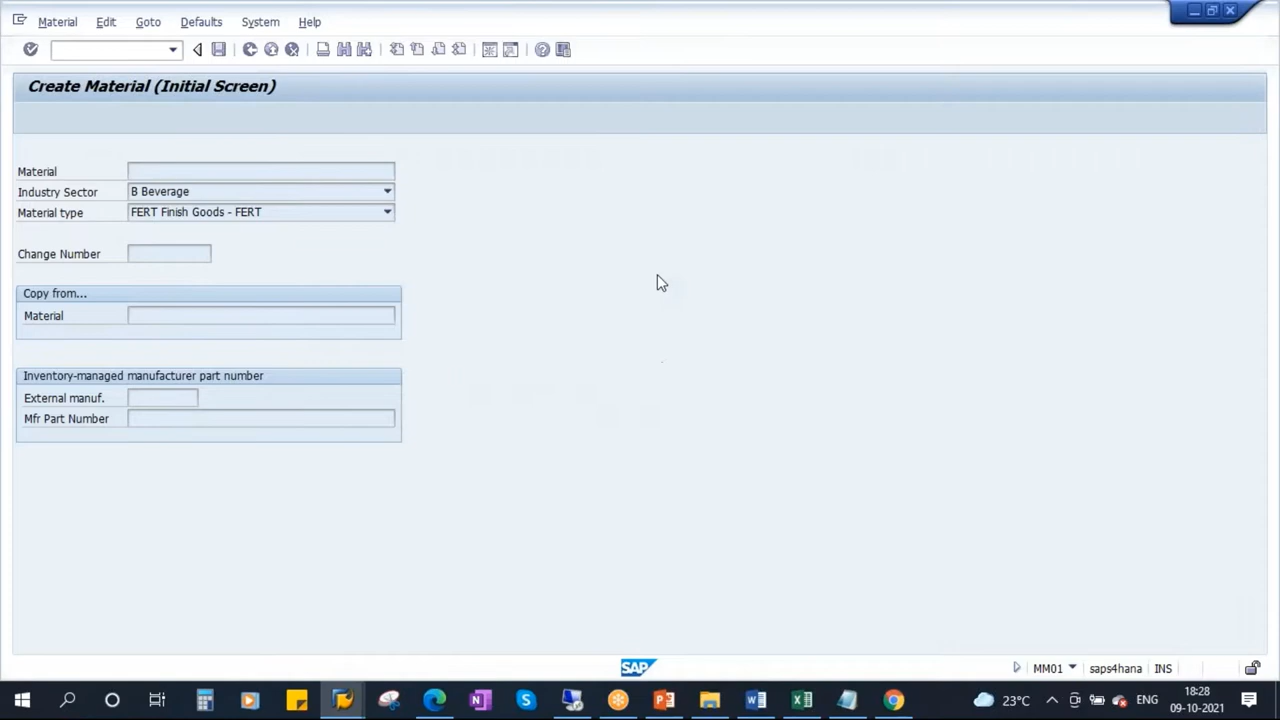 Material Edit Goto Defaults System Help
Create Material (Initial Screen)
Material
Industry Sector B Beverage
Material type FERT Finish Goods - FERT
Change Number
Copy from...
Material
Inventory-managed manufacturer part number
External manuf.
Mfr Part Number
SAP MM01 saps4hana INS
23°C ENG 18:28
09-10-2021